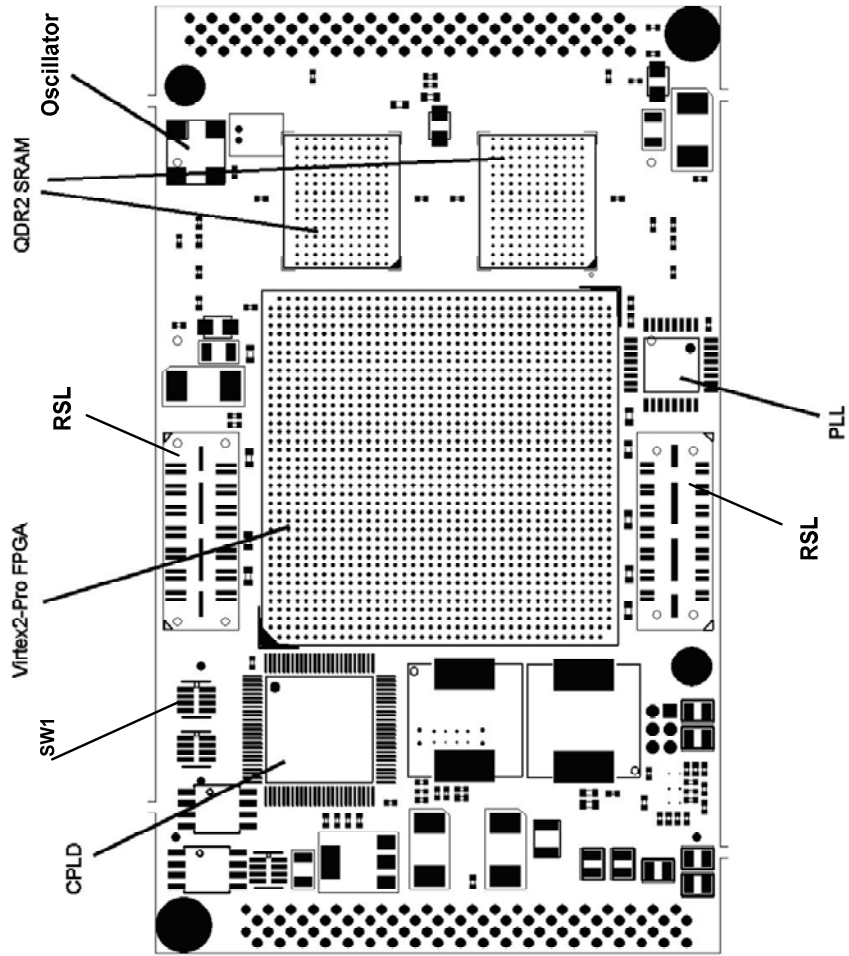 Oscillator
QDR2 SRAM
RSL
PLL
Virtex2-Pro FPGA
RSL
SW1
CPLD